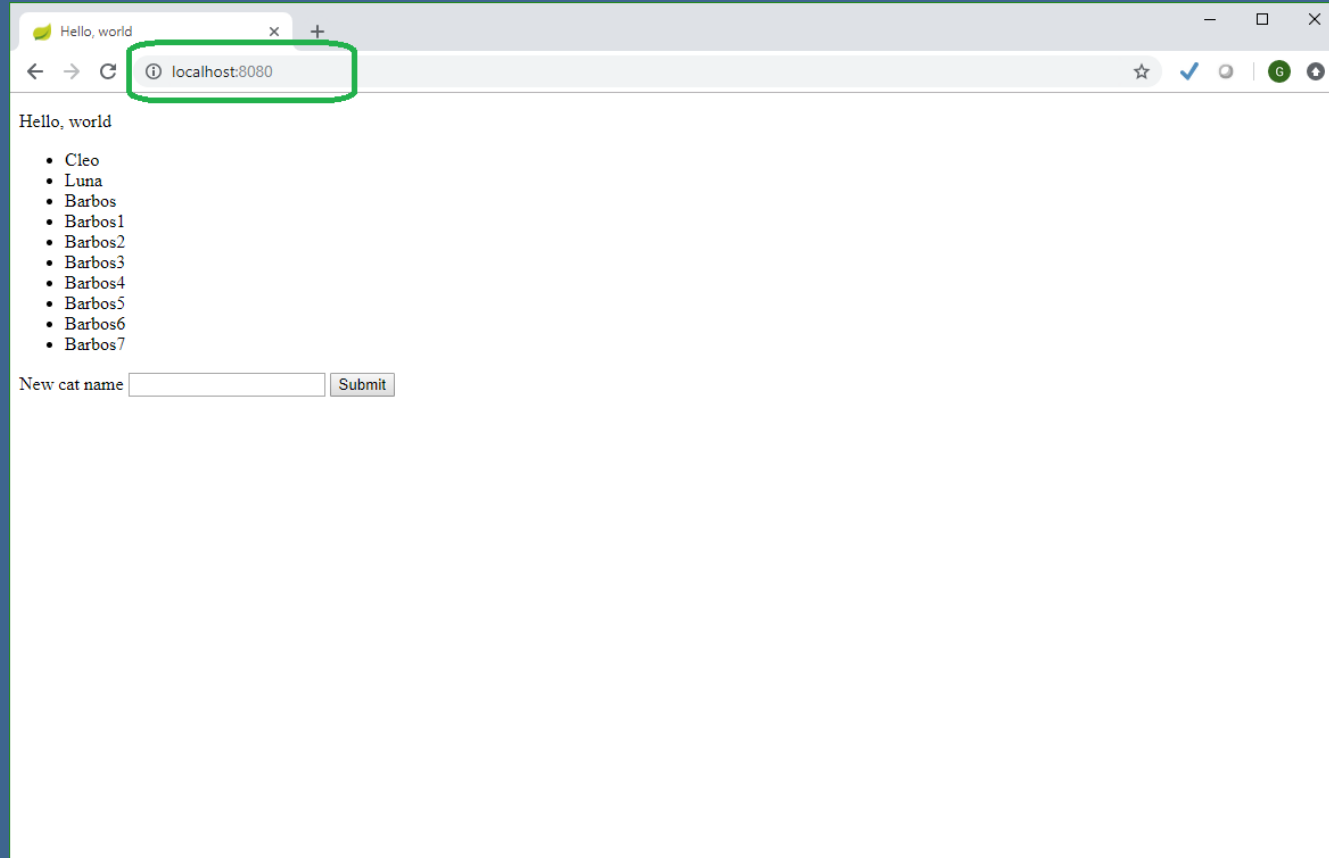 Hello, world
localhost:8080
G
Hello, world
Cleo
Luna
Barbos
Barbos1
Barbos2
Barbos3
Barbos4
Barbos5
Barbos6
Barbos7
New cat name Submit